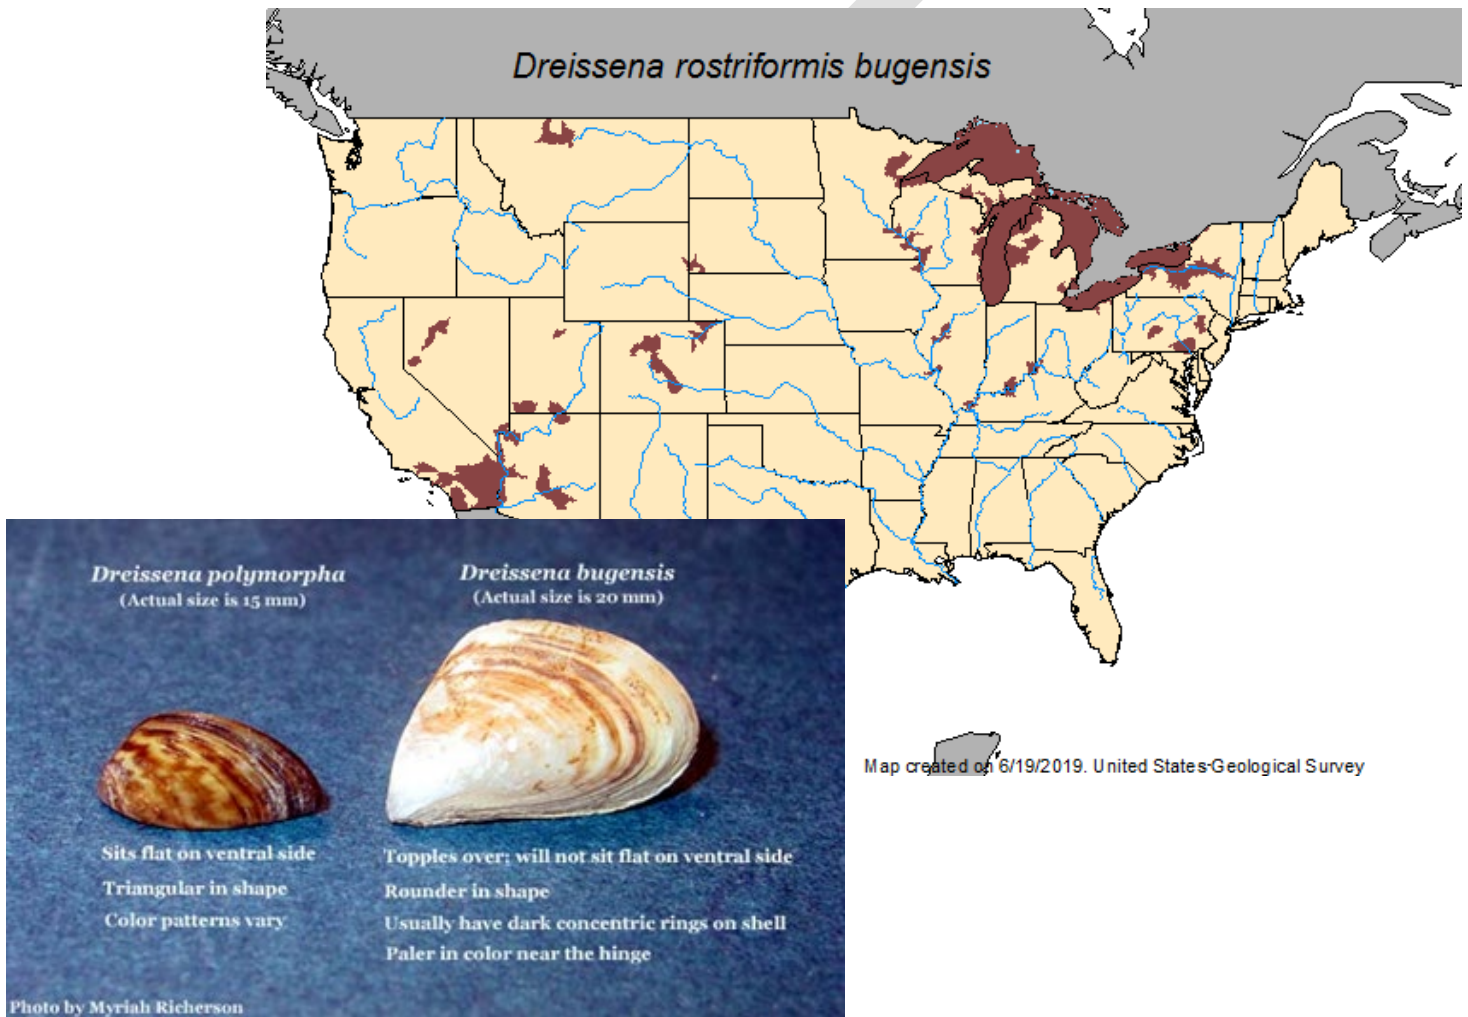 Dreissena rostriformis bugensis
Map created on 6/19/2019. United States Geological Survey
Dreissena polymorpha
(Actual size is 15 mm)
Sits flat on ventral side
Triangular in shape
Color patterns vary
Dreissena bugensis
(Actual size is 20 mm)
Topples over; will not sit flat on ventral side
Rounder in shape
Usually have dark concentric rings on shell
Paler in color near the hinge
Photo by Myriah Richerson